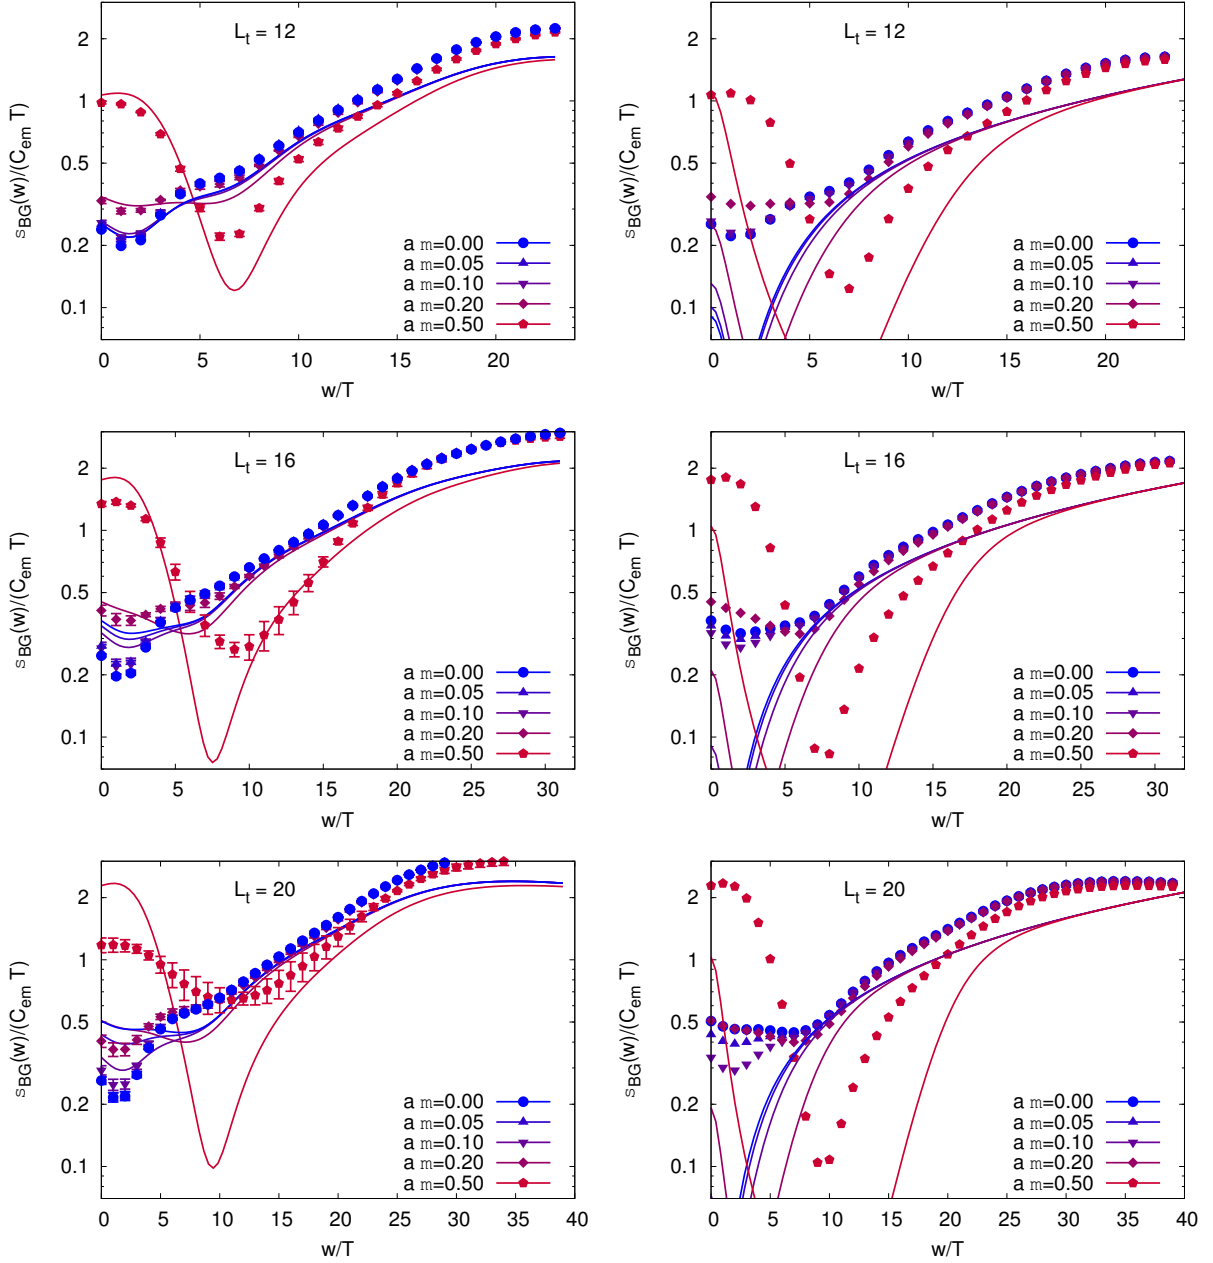 L_t = 12
2
1
0.5
0.2
0.1
s_BG(w)/(C_em T)
a m=0.00
a m=0.05
a m=0.10
a m=0.20
a m=0.50
0 5 10 15 20
w/T
L_t = 12
2
1
0.5
0.2
0.1
s_BG(w)/(C_em T)
a m=0.00
a m=0.05
a m=0.10
a m=0.20
a m=0.50
0 5 10 15 20
w/T
L_t = 16
2
1
0.5
0.2
0.1
s_BG(w)/(C_em T)
a m=0.00
a m=0.05
a m=0.10
a m=0.20
a m=0.50
0 5 10 15 20 25 30
w/T
L_t = 16
2
1
0.5
0.2
0.1
s_BG(w)/(C_em T)
a m=0.00
a m=0.05
a m=0.10
a m=0.20
a m=0.50
0 5 10 15 20 25 30
w/T
L_t = 20
2
1
0.5
0.2
0.1
s_BG(w)/(C_em T)
a m=0.00
a m=0.05
a m=0.10
a m=0.20
a m=0.50
0 5 10 15 20 25 30 35 40
w/T
L_t = 20
2
1
0.5
0.2
0.1
s_BG(w)/(C_em T)
a m=0.00
a m=0.05
a m=0.10
a m=0.20
a m=0.50
0 5 10 15 20 25 30 35 40
w/T